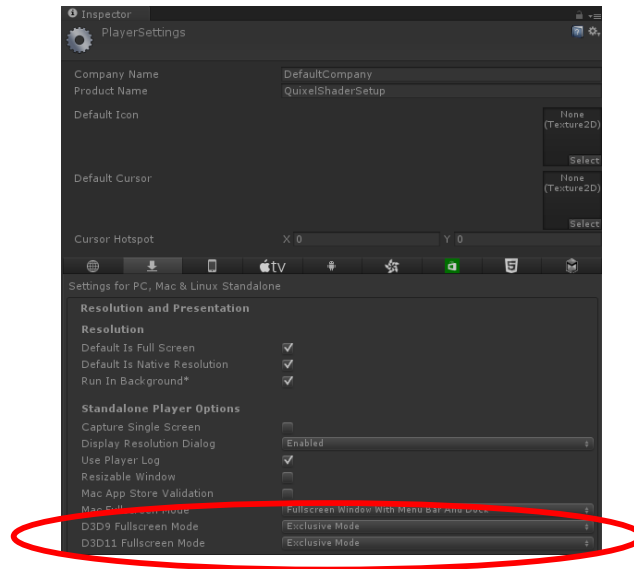 Inspector
PlayerSettings
Company Name DefaultCompany
Product Name QuixelShaderSetup
Default Icon None (Texture2D)
Select
Default Cursor None (Texture2D)
Select
Cursor Hotspot X 0 Y 0
tv
Settings for PC, Mac & Linux Standalone
Resolution and Presentation
Resolution
Default Is Full Screen
Default Is Native Resolution
Run In Background*
Standalone Player Options
Capture Single Screen
Display Resolution Dialog Enabled
Use Player Log
Resizable Window
Mac App Store Validation
Mac Fullscreen Mode Fullscreen Window With Menu Bar And Dock
D3D9 Fullscreen Mode Exclusive Mode
D3D11 Fullscreen Mode Exclusive Mode